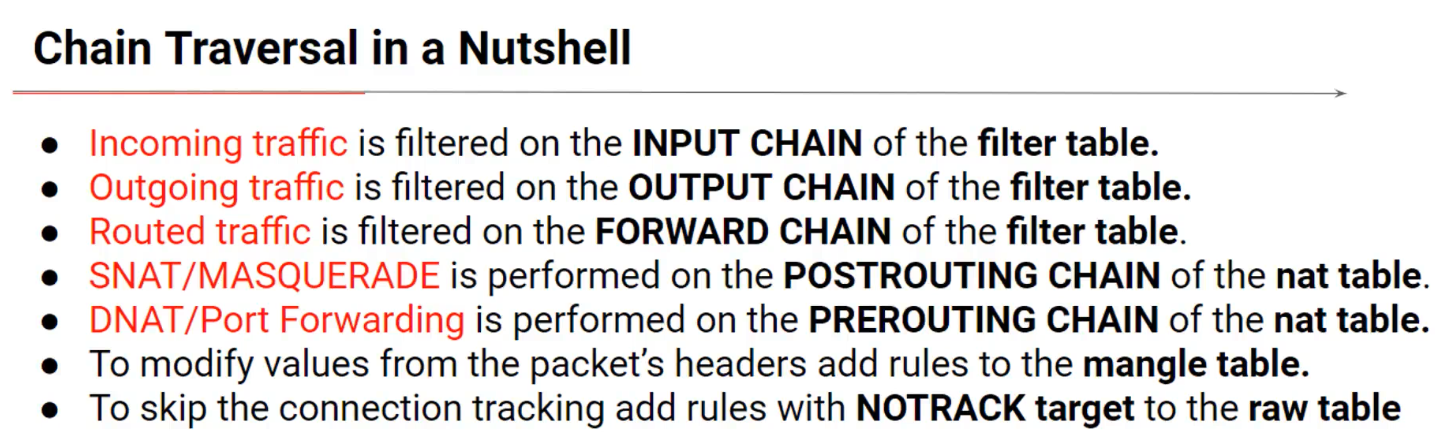 Chain Traversal in a Nutshell
● Incoming traffic is filtered on the INPUT CHAIN of the filter table.
● Outgoing traffic is filtered on the OUTPUT CHAIN of the filter table.
● Routed traffic is filtered on the FORWARD CHAIN of the filter table.
● SNAT/MASQUERADE is performed on the POSTROUTING CHAIN of the nat table.
● DNAT/Port Forwarding is performed on the PREROUTING CHAIN of the nat table.
● To modify values from the packet’s headers add rules to the mangle table.
● To skip the connection tracking add rules with NOTRACK target to the raw table